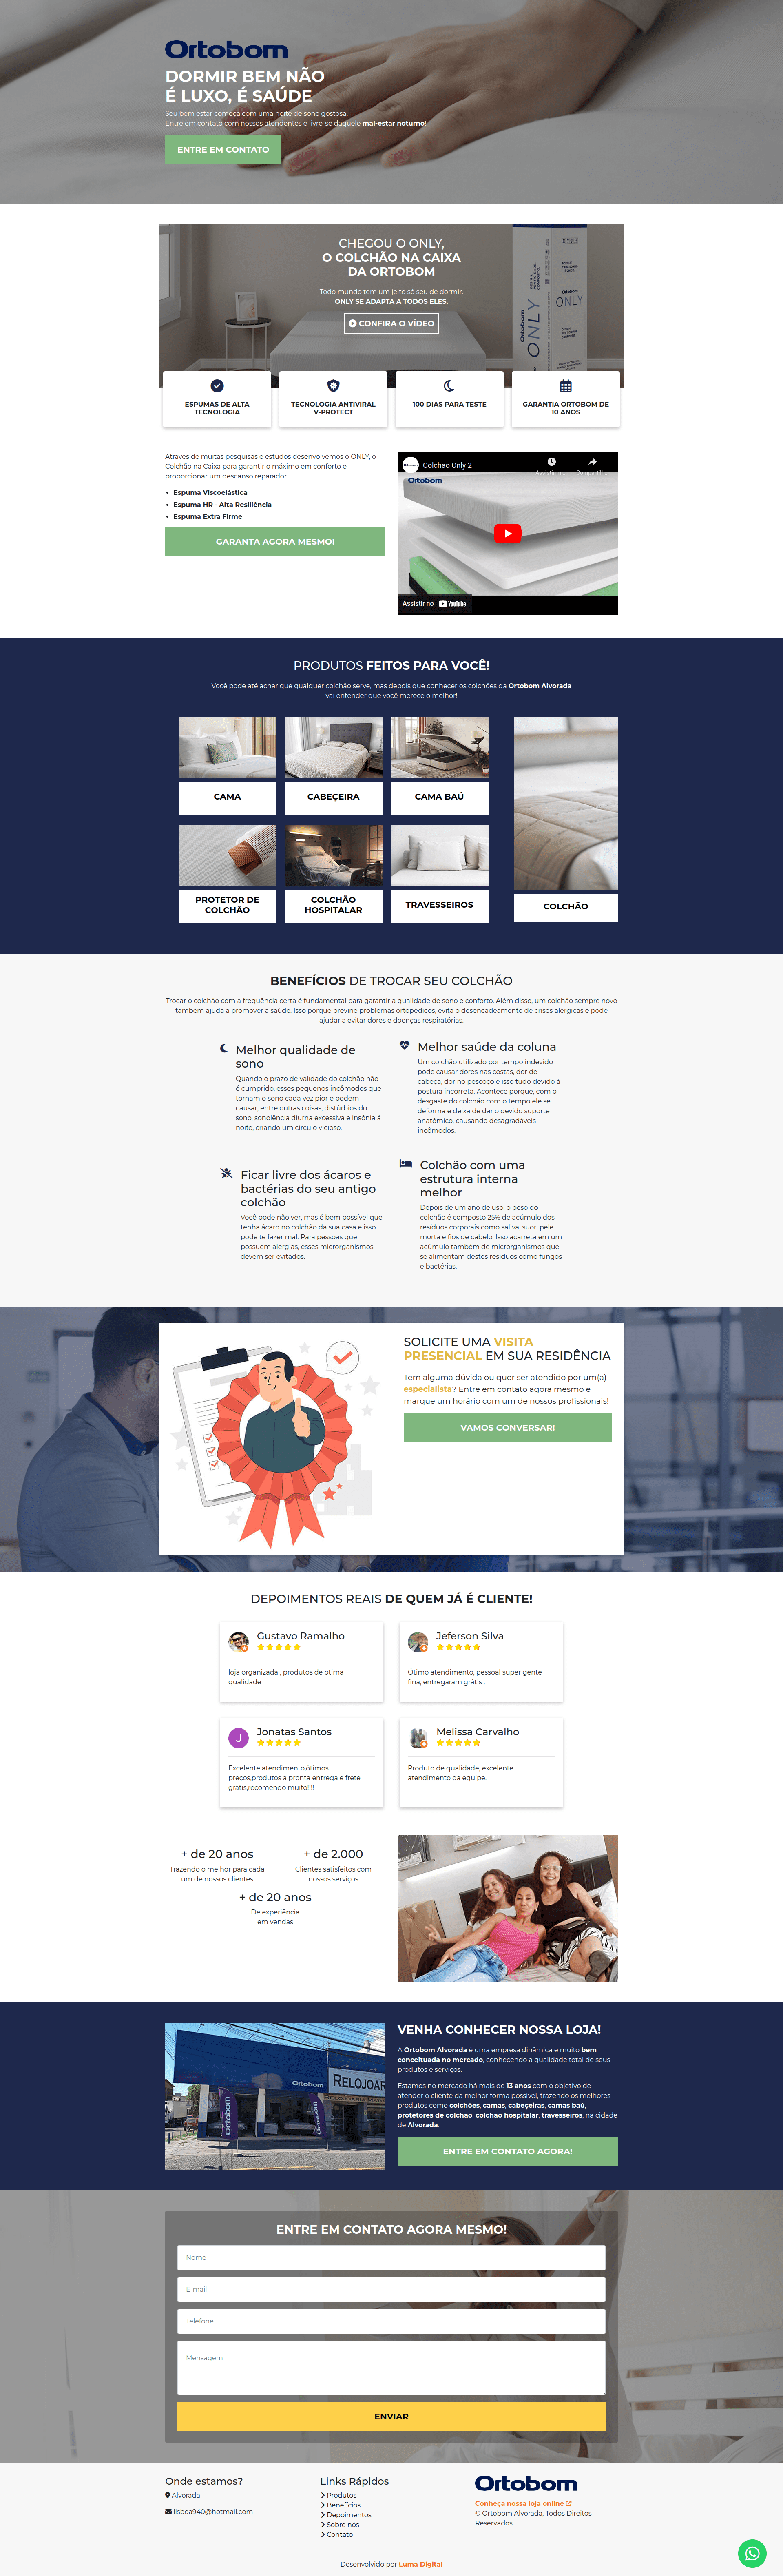 Ortobom
DORMIR BEM NÃO
É LUXO, É SAÚDE
Seu bem estar começa com uma noite de sono gostosa.
Entre em contato com nossos atendentes e livre-se daquele mal-estar noturno!
ENTRE EM CONTATO
CHEGOU O ONLY,
O COLCHÃO NA CAIXA
DA ORTOBOM
Todo mundo tem um jeito só seu de dormir.
ONLY SE ADAPTA A TODOS ELES.
CONFIRA O VÍDEO
ONLY
Ortobom
ONLY
ESPUMAS DE ALTA
TECNOLOGIA
TECNOLOGIA ANTIVIRAL
V-PROTECT
100 DIAS PARA TESTE
GARANTIA ORTOBOM DE
10 ANOS
Através de muitas pesquisas e estudos desenvolvemos o ONLY, o
Colchão na Caixa para garantir o máximo em conforto e
proporcionar um descanso reparador.
Espuma Viscoelástica
Espuma HR - Alta Resiliência
Espuma Extra Firme
GARANTA AGORA MESMO!
Colchao Only 2
Ortobom
Assistir no YouTube
PRODUTOS FEITOS PARA VOCÊ!
Você pode até achar que qualquer colchão serve, mas depois que conhecer os colchões da Ortobom Alvorada
vai entender que você merece o melhor!
CAMA
CABEÇEIRA
CAMA BAÚ
PROTETOR DE
COLCHÃO
COLCHÃO
HOSPITALAR
TRAVESSEIROS
COLCHÃO
BENEFÍCIOS DE TROCAR SEU COLCHÃO
Trocar o colchão com a frequência certa é fundamental para garantir a qualidade de sono e conforto. Além disso, um colchão sempre novo
também ajuda a promover a saúde. Isso porque previne problemas ortopédicos, evita o desencadeamento de crises alérgicas e pode
ajudar a evitar dores e doenças respiratórias.
Melhor qualidade de
sono
Quando o prazo de validade do colchão não
é cumprido, esses pequenos incômodos que
tornam o sono cada vez pior e podem
causar, entre outras coisas, distúrbios do
sono, sonolência diurna excessiva e insônia à
noite, criando um círculo vicioso.
Melhor saúde da coluna
Um colchão utilizado por tempo indevido
pode causar dores nas costas, dor de
cabeça, dor no pescoço e isso tudo devido à
postura incorreta. Acontece porque, com o
desgaste do colchão com o tempo ele se
deforma e deixa de dar o devido suporte
anatômico, causando desagradáveis
incômodos.
Ficar livre dos ácaros e
bactérias do seu antigo
colchão
Você pode não ver, mas é bem possível que
tenha ácaro no colchão da sua casa e isso
pode te fazer mal. Para pessoas que
possuem alergias, esses microrganismos
devem ser evitados.
Colchão com uma
estrutura interna
melhor
Depois de um ano de uso, o peso do
colchão é composto 25% de acúmulo dos
resíduos corporais como saliva, suor, pele
morta e fios de cabelo. Isso acarreta em um
acúmulo também de microrganismos que
se alimentam destes resíduos como fungos
e bactérias.
SOLICITE UMA VISITA
PRESENCIAL EM SUA RESIDÊNCIA
Tem alguma dúvida ou quer ser atendido por um(a)
especialista? Entre em contato agora mesmo e
marque um horário com um de nossos profissionais!
VAMOS CONVERSAR!
DEPOIMENTOS REAIS DE QUEM JÁ É CLIENTE!
Gustavo Ramalho
loja organizada , produtos de otima
qualidade
Jeferson Silva
Ótimo atendimento, pessoal super gente
fina, entregaram grátis .
J
Jonatas Santos
Excelente atendimento,ótimos
preços,produtos a pronta entrega e frete
grátis,recomendo muito!!!!
Melissa Carvalho
Produto de qualidade, excelente
atendimento da equipe.
+ de 20 anos
Trazendo o melhor para cada
um de nossos clientes
+ de 2.000
Clientes satisfeitos com
nossos serviços
+ de 20 anos
De experiência
em vendas
Ortobom
RELOJOAR
Ortobom
Ortobom
VENHA CONHECER NOSSA LOJA!
A Ortobom Alvorada é uma empresa dinâmica e muito bem
conceituada no mercado, conhecendo a qualidade total de seus
produtos e serviços.
Estamos no mercado há mais de 13 anos com o objetivo de
atender o cliente da melhor forma possível, trazendo os melhores
produtos como colchões, camas, cabeçeiras, camas baú,
protetores de colchão, colchão hospitalar, travesseiros, na cidade
de Alvorada.
ENTRE EM CONTATO AGORA!
ENTRE EM CONTATO AGORA MESMO!
Nome
E-mail
Telefone
Mensagem
ENVIAR
Onde estamos?
Alvorada
lisboa940@hotmail.com
Links Rápidos
Produtos
Benefícios
Depoimentos
Sobre nós
Contato
Ortobom
Conheça nossa loja online
© Ortobom Alvorada, Todos Direitos
Reservados.
Desenvolvido por Luma Digital